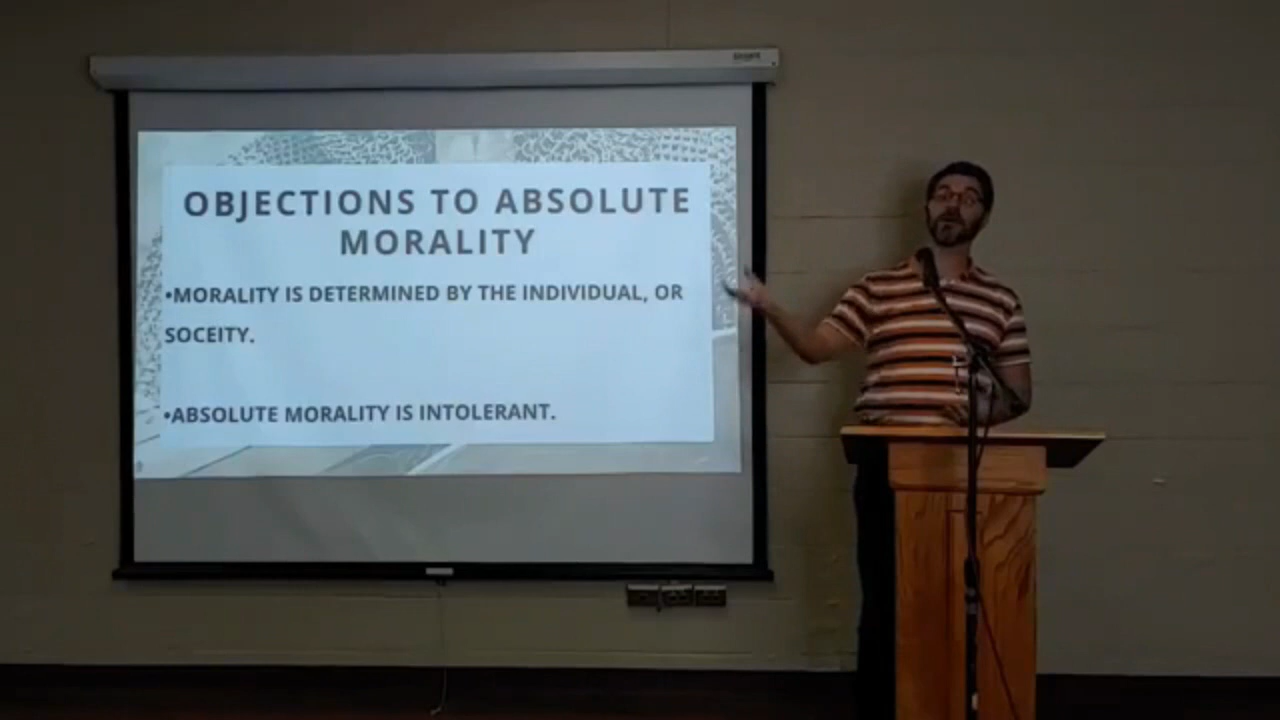 OBJECTIONS TO ABSOLUTE
MORALITY
•MORALITY IS DETERMINED BY THE INDIVIDUAL, OR
SOCEITY.
•ABSOLUTE MORALITY IS INTOLERANT.